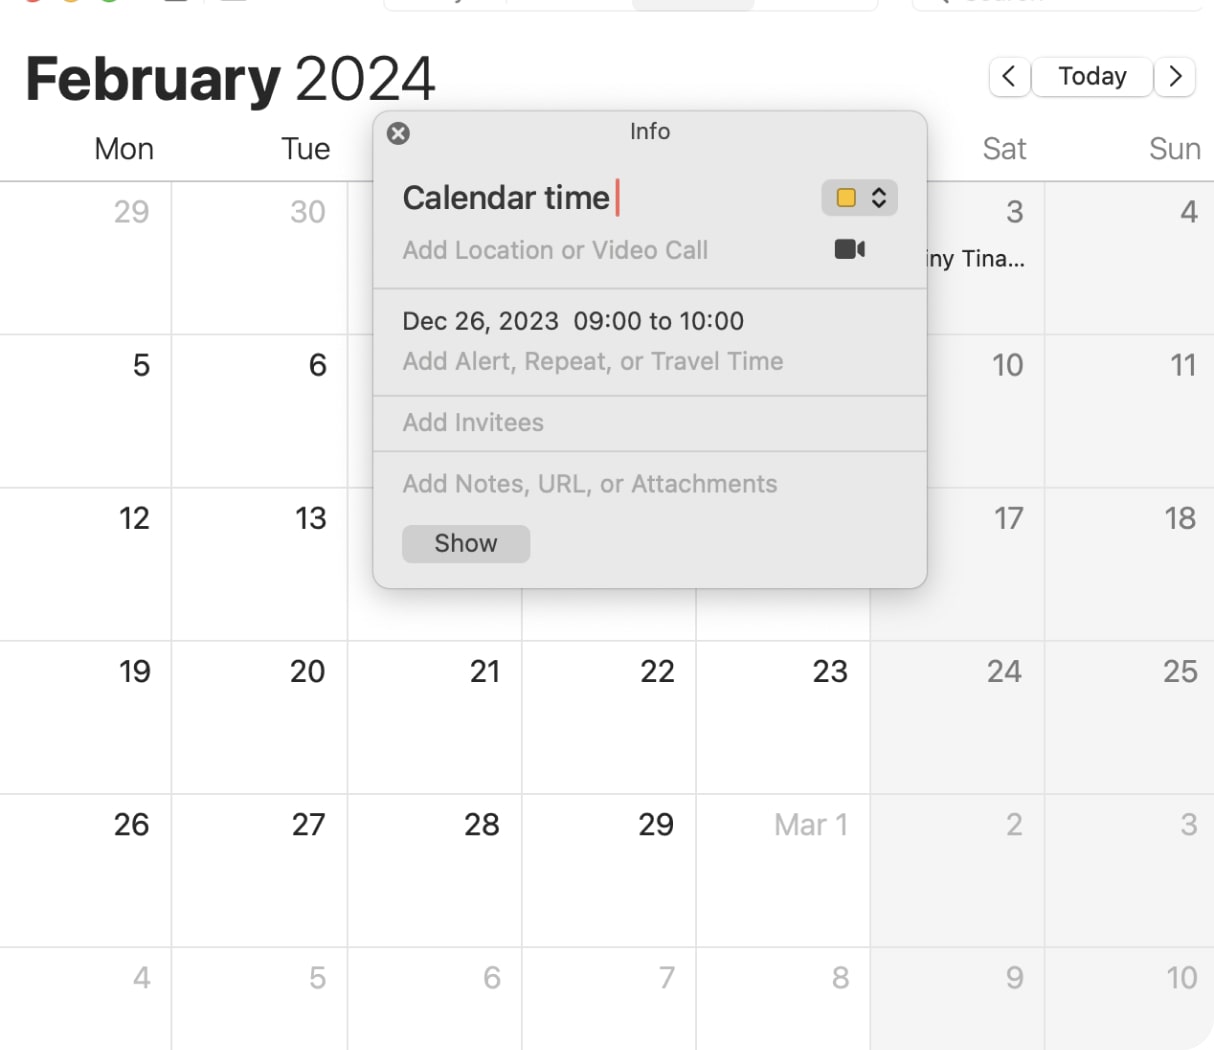 February 2024
Today
Mon Tue Sat Sun
Info
29 30 3 4
Calendar time
Add Location or Video Call
iny Tina...
Dec 26, 2023 09:00 to 10:00
5 6 10 11
Add Alert, Repeat, or Travel Time
Add Invitees
Add Notes, URL, or Attachments
12 13 17 18
Show
19 20 21 22 23 24 25
26 27 28 29 Mar 1 2 3
4 5 6 7 8 9 10